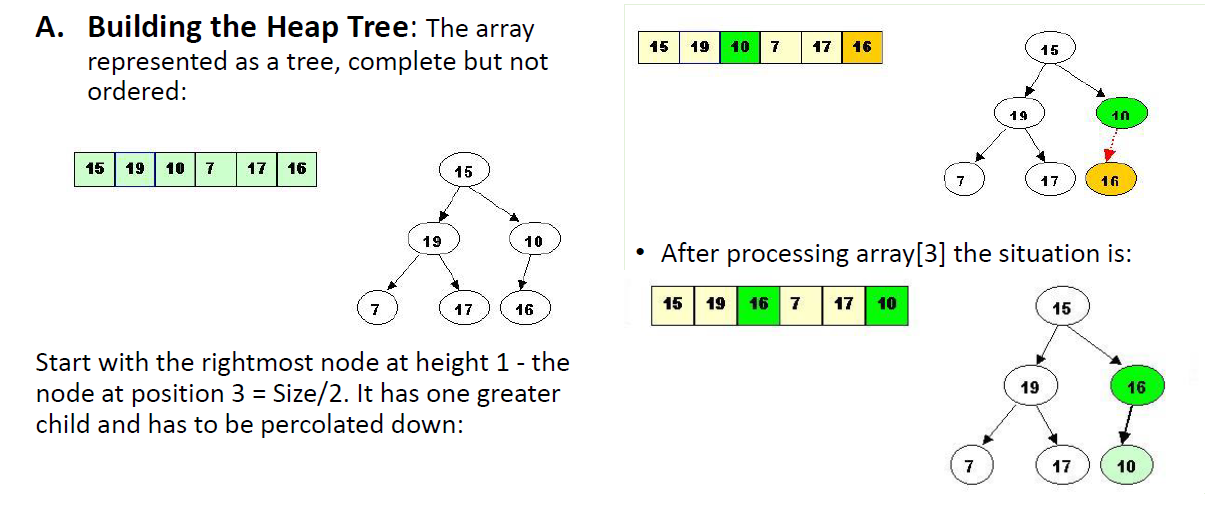 A. Building the Heap Tree: The array
represented as a tree, complete but not
ordered:
15 19 10 7 17 16
15
19 10
7 17 16
Start with the rightmost node at height 1 - the
node at position 3 = Size/2. It has one greater
child and has to be percolated down:
15 19 10 7 17 16
15
19 10
7 17 16
• After processing array[3] the situation is:
15 19 16 7 17 10
15
19 16
7 17 10